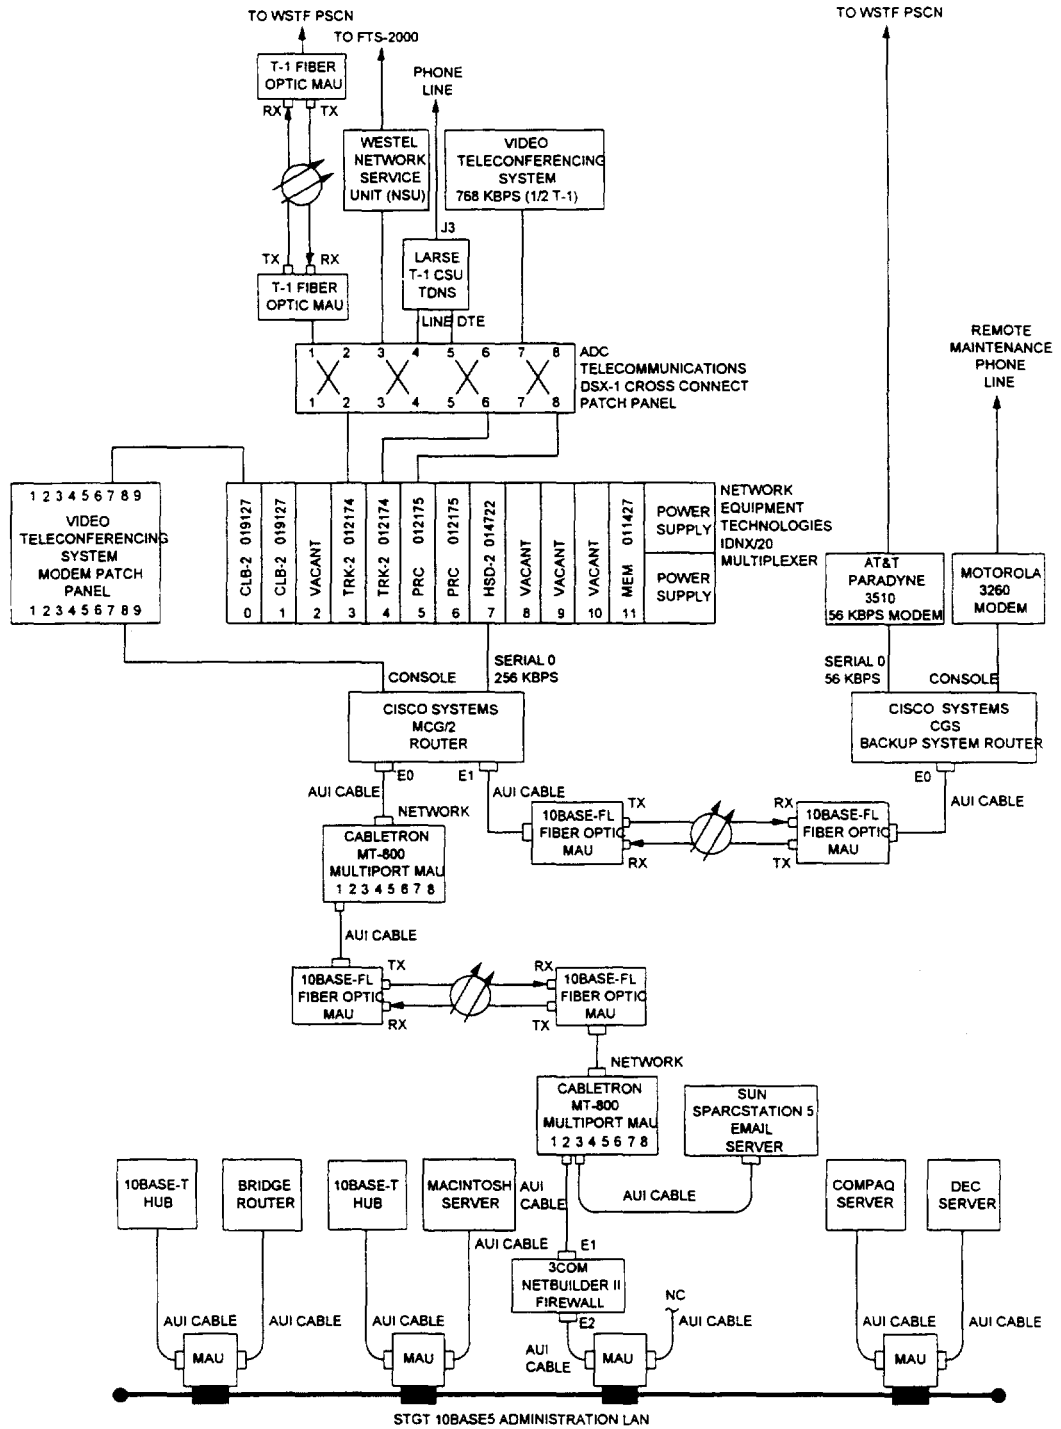 TO WSTF PSCN
TO FTS-2000
TO WSTF PSCN
T-1 FIBER
OPTIC MAU
RX
TX
PHONE
LINE
WESTEL
NETWORK
SERVICE
UNIT (NSU)
VIDEO
TELECONFERENCING
SYSTEM
768 KBPS (1/2 T-1)
J3
TX
RX
T-1 FIBER
OPTIC MAU
LARSE
T-1 CSU
TDNS
LINE DTE
1 2 3 4 5 6 7 8
1 2 3 4 5 6 7 8
ADC
TELECOMMUNICATIONS
DSX-1 CROSS CONNECT
PATCH PANEL
REMOTE
MAINTENANCE
PHONE
LINE
1 2 3 4 5 6 7 8 9
VIDEO
TELECONFERENCING
SYSTEM
MODEM PATCH
PANEL
1 2 3 4 5 6 7 8 9
CLB-2 019127
0
CLB-2 019127
1
VACANT
2
TRK-2 012174
3
TRK-2 012174
4
PRC 012175
5
PRC 012175
6
HSD-2 014722
7
VACANT
8
VACANT
9
VACANT
10
MEM 011427
11
POWER
SUPPLY
POWER
SUPPLY
NETWORK
EQUIPMENT
TECHNOLOGIES
IDNX/20
MULTIPLEXER
AT&T
PARADYNE
3510
56 KBPS MODEM
MOTOROLA
3260
MODEM
CONSOLE
SERIAL 0
256 KBPS
SERIAL 0
56 KBPS
CONSOLE
CISCO SYSTEMS
MCG/2
ROUTER
CISCO SYSTEMS
CGS
BACKUP SYSTEM ROUTER
E0
E1
E0
AUI CABLE
AUI CABLE
AUI CABLE
NETWORK
CABLETRON
MT-800
MULTIPORT MAU
1 2 3 4 5 6 7 8
10BASE-FL
FIBER OPTIC
MAU
TX
RX
RX
TX
10BASE-FL
FIBER OPTIC
MAU
AUI CABLE
10BASE-FL
FIBER OPTIC
MAU
TX
RX
RX
TX
10BASE-FL
FIBER OPTIC
MAU
NETWORK
CABLETRON
MT-800
MULTIPORT MAU
1 2 3 4 5 6 7 8
SUN
SPARCSTATION 5
EMAIL
SERVER
10BASE-T
HUB
BRIDGE
ROUTER
10BASE-T
HUB
MACINTOSH
SERVER
AUI
CABLE
AUI CABLE
COMPAQ
SERVER
DEC
SERVER
AUI CABLE
E1
3COM
NETBUILDER II
FIREWALL
E2
NC
AUI CABLE
AUI CABLE
AUI CABLE
AUI
CABLE
AUI CABLE
AUI CABLE
AUI CABLE
MAU
MAU
MAU
MAU
STGT 10BASE5 ADMINISTRATION LAN